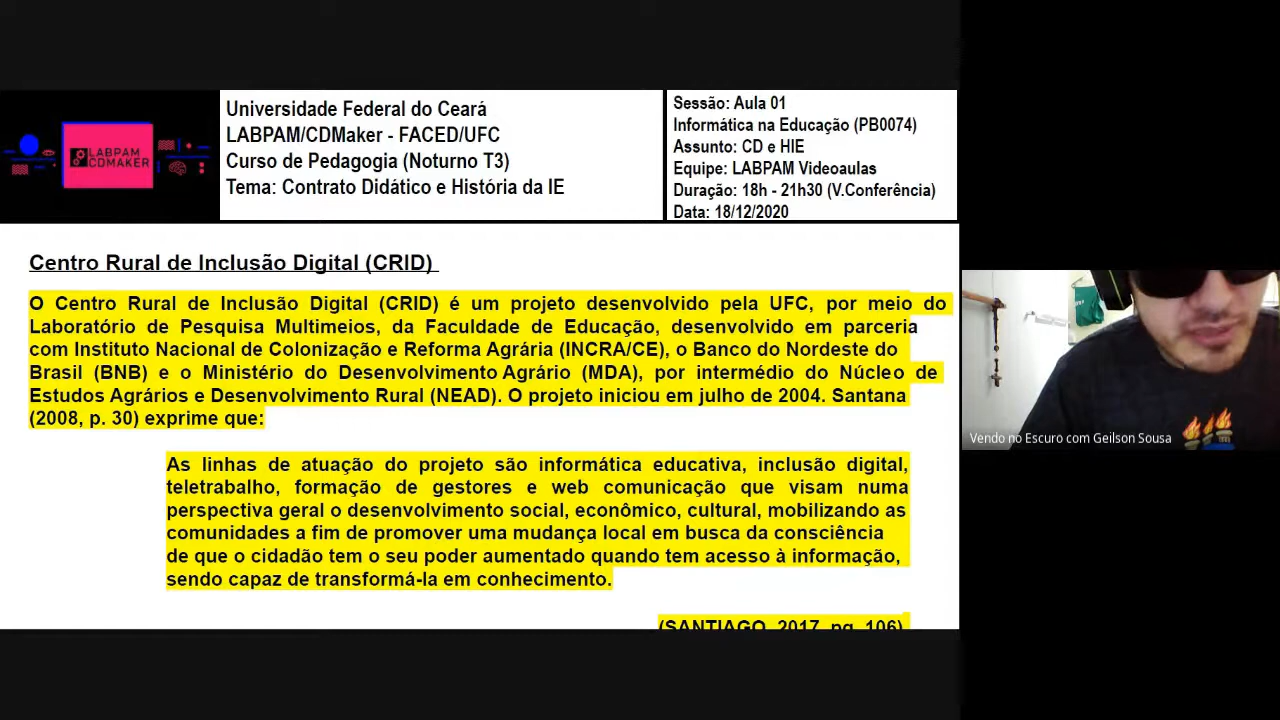 LABPAM
CDMAKER
Universidade Federal do Ceará
LABPAM/CDMaker - FACED/UFC
Curso de Pedagogia (Noturno T3)
Tema: Contrato Didático e História da IE
Sessão: Aula 01
Informática na Educação (PB0074)
Assunto: CD e HIE
Equipe: LABPAM Videoaulas
Duração: 18h - 21h30 (V.Conferência)
Data: 18/12/2020
Centro Rural de Inclusão Digital (CRID)
O Centro Rural de Inclusão Digital (CRID) é um projeto desenvolvido pela UFC, por meio do
Laboratório de Pesquisa Multimeios, da Faculdade de Educação, desenvolvido em parceria
com Instituto Nacional de Colonização e Reforma Agrária (INCRA/CE), o Banco do Nordeste do
Brasil (BNB) e o Ministério do Desenvolvimento Agrário (MDA), por intermédio do Núcleo de
Estudos Agrários e Desenvolvimento Rural (NEAD). O projeto iniciou em julho de 2004. Santana
(2008, p. 30) exprime que:
As linhas de atuação do projeto são informática educativa, inclusão digital,
teletrabalho, formação de gestores e web comunicação que visam numa
perspectiva geral o desenvolvimento social, econômico, cultural, mobilizando as
comunidades a fim de promover uma mudança local em busca da consciência
de que o cidadão tem o seu poder aumentado quando tem acesso à informação,
sendo capaz de transformá-la em conhecimento.
(SANTIAGO, 2017, pg. 106)
Vendo no Escuro com Geilson Sousa